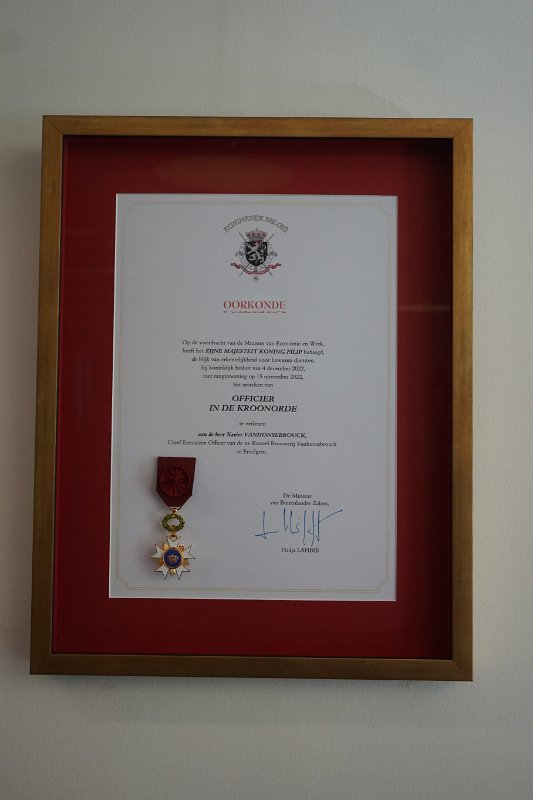 KONINKRIJK BELGIË
OORKONDE
Op de voordracht van de Minister van Economie en Werk,
heeft het ZIJNE MAJESTEIT KONING FILIP behaagd,
als blijk van erkentelijkheid voor bewezen diensten,
bij koninklijk besluit van 4 december 2022,
met ranginneming op 15 november 2022,
het ereteken van
OFFICIER
IN DE KROONORDE
te verlenen
aan de heer Xavier VANHONSEBROUCK,
Chief Executive Officer van de nv Kasteel Brouwerij Vanhonsebrouck
te Emelgem.
De Minister
van Buitenlandse Zaken,
Hadja LAHBIB